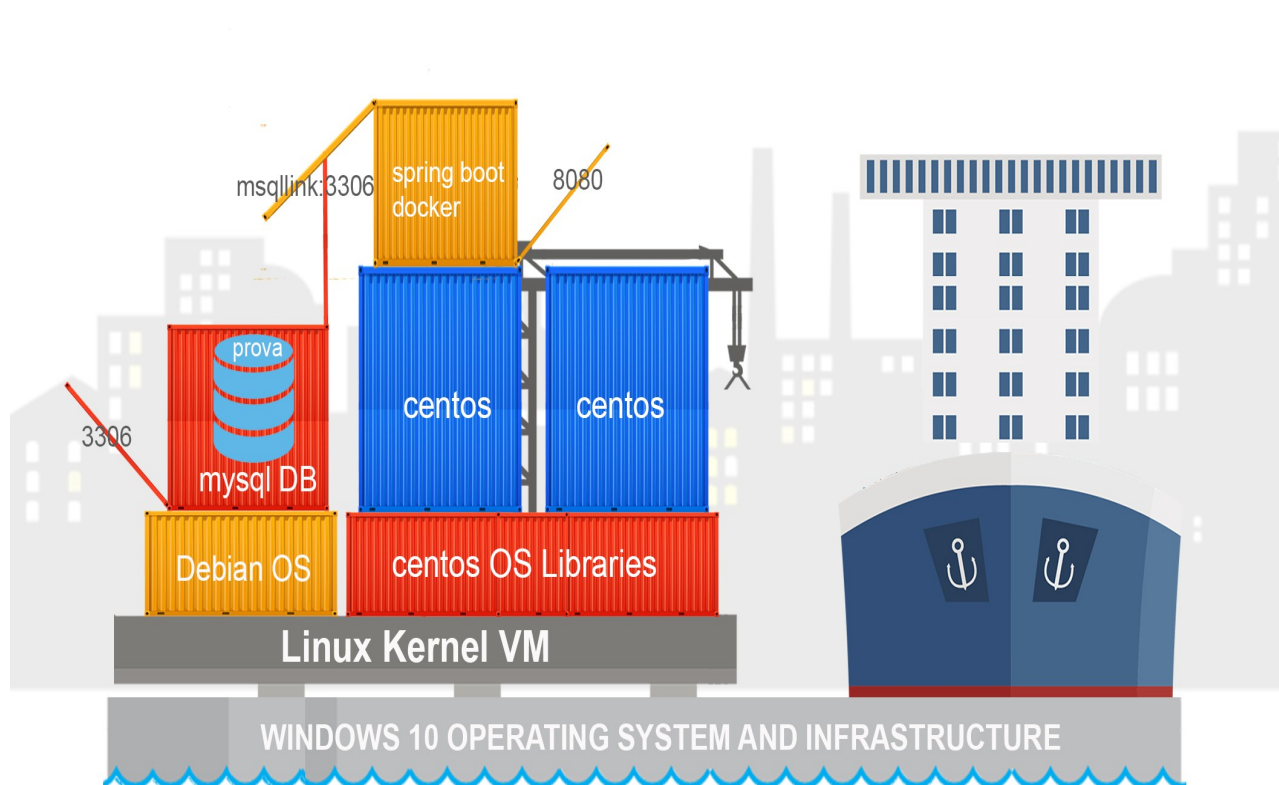 msqllink:3306
spring boot
docker
8080
prova
3306
mysql DB
centos
centos
Debian OS
centos OS Libraries
Linux Kernel VM
WINDOWS 10 OPERATING SYSTEM AND INFRASTRUCTURE